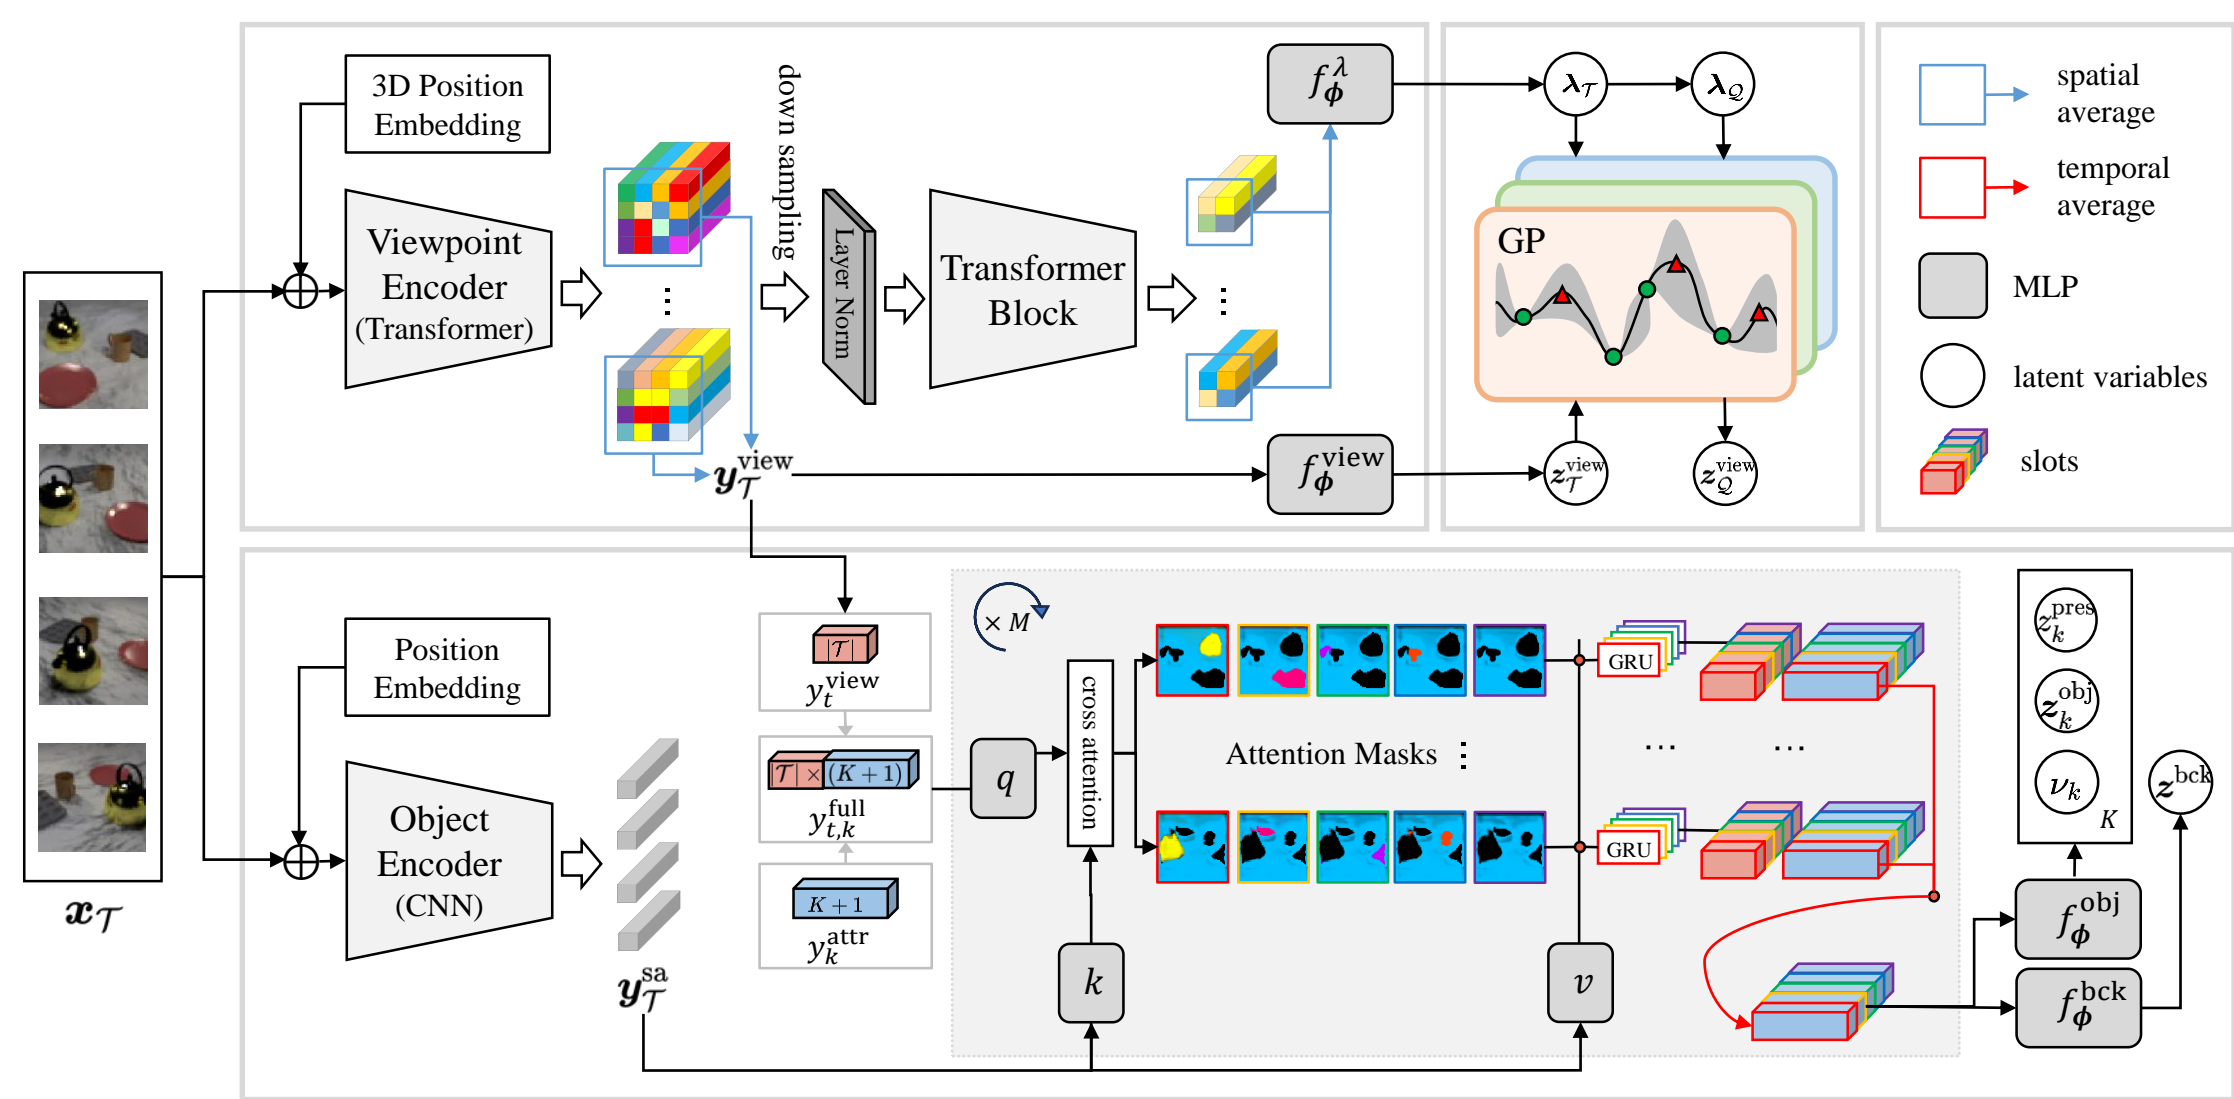 3D Position
Embedding
Viewpoint
Encoder
(Transformer)
down sampling
Layer Norm
Transformer
Block
f_ϕ^λ
f_ϕ^view
y_𝒯^view
λ_𝒯
λ_𝒬
GP
z_𝒯^view
z_𝒬^view
spatial
average
temporal
average
MLP
latent variables
slots
x_𝒯
Position
Embedding
Object
Encoder
(CNN)
y_𝒯^sa
|𝒯|
y_t^view
|𝒯| × (K + 1)
y_{t,k}^full
K + 1
y_k^attr
× M
q
cross attention
k
Attention Masks ⋮
v
GRU
GRU
... ...
z_k^pres
z_k^obj
ν_k
K
z^bck
f_ϕ^obj
f_ϕ^bck